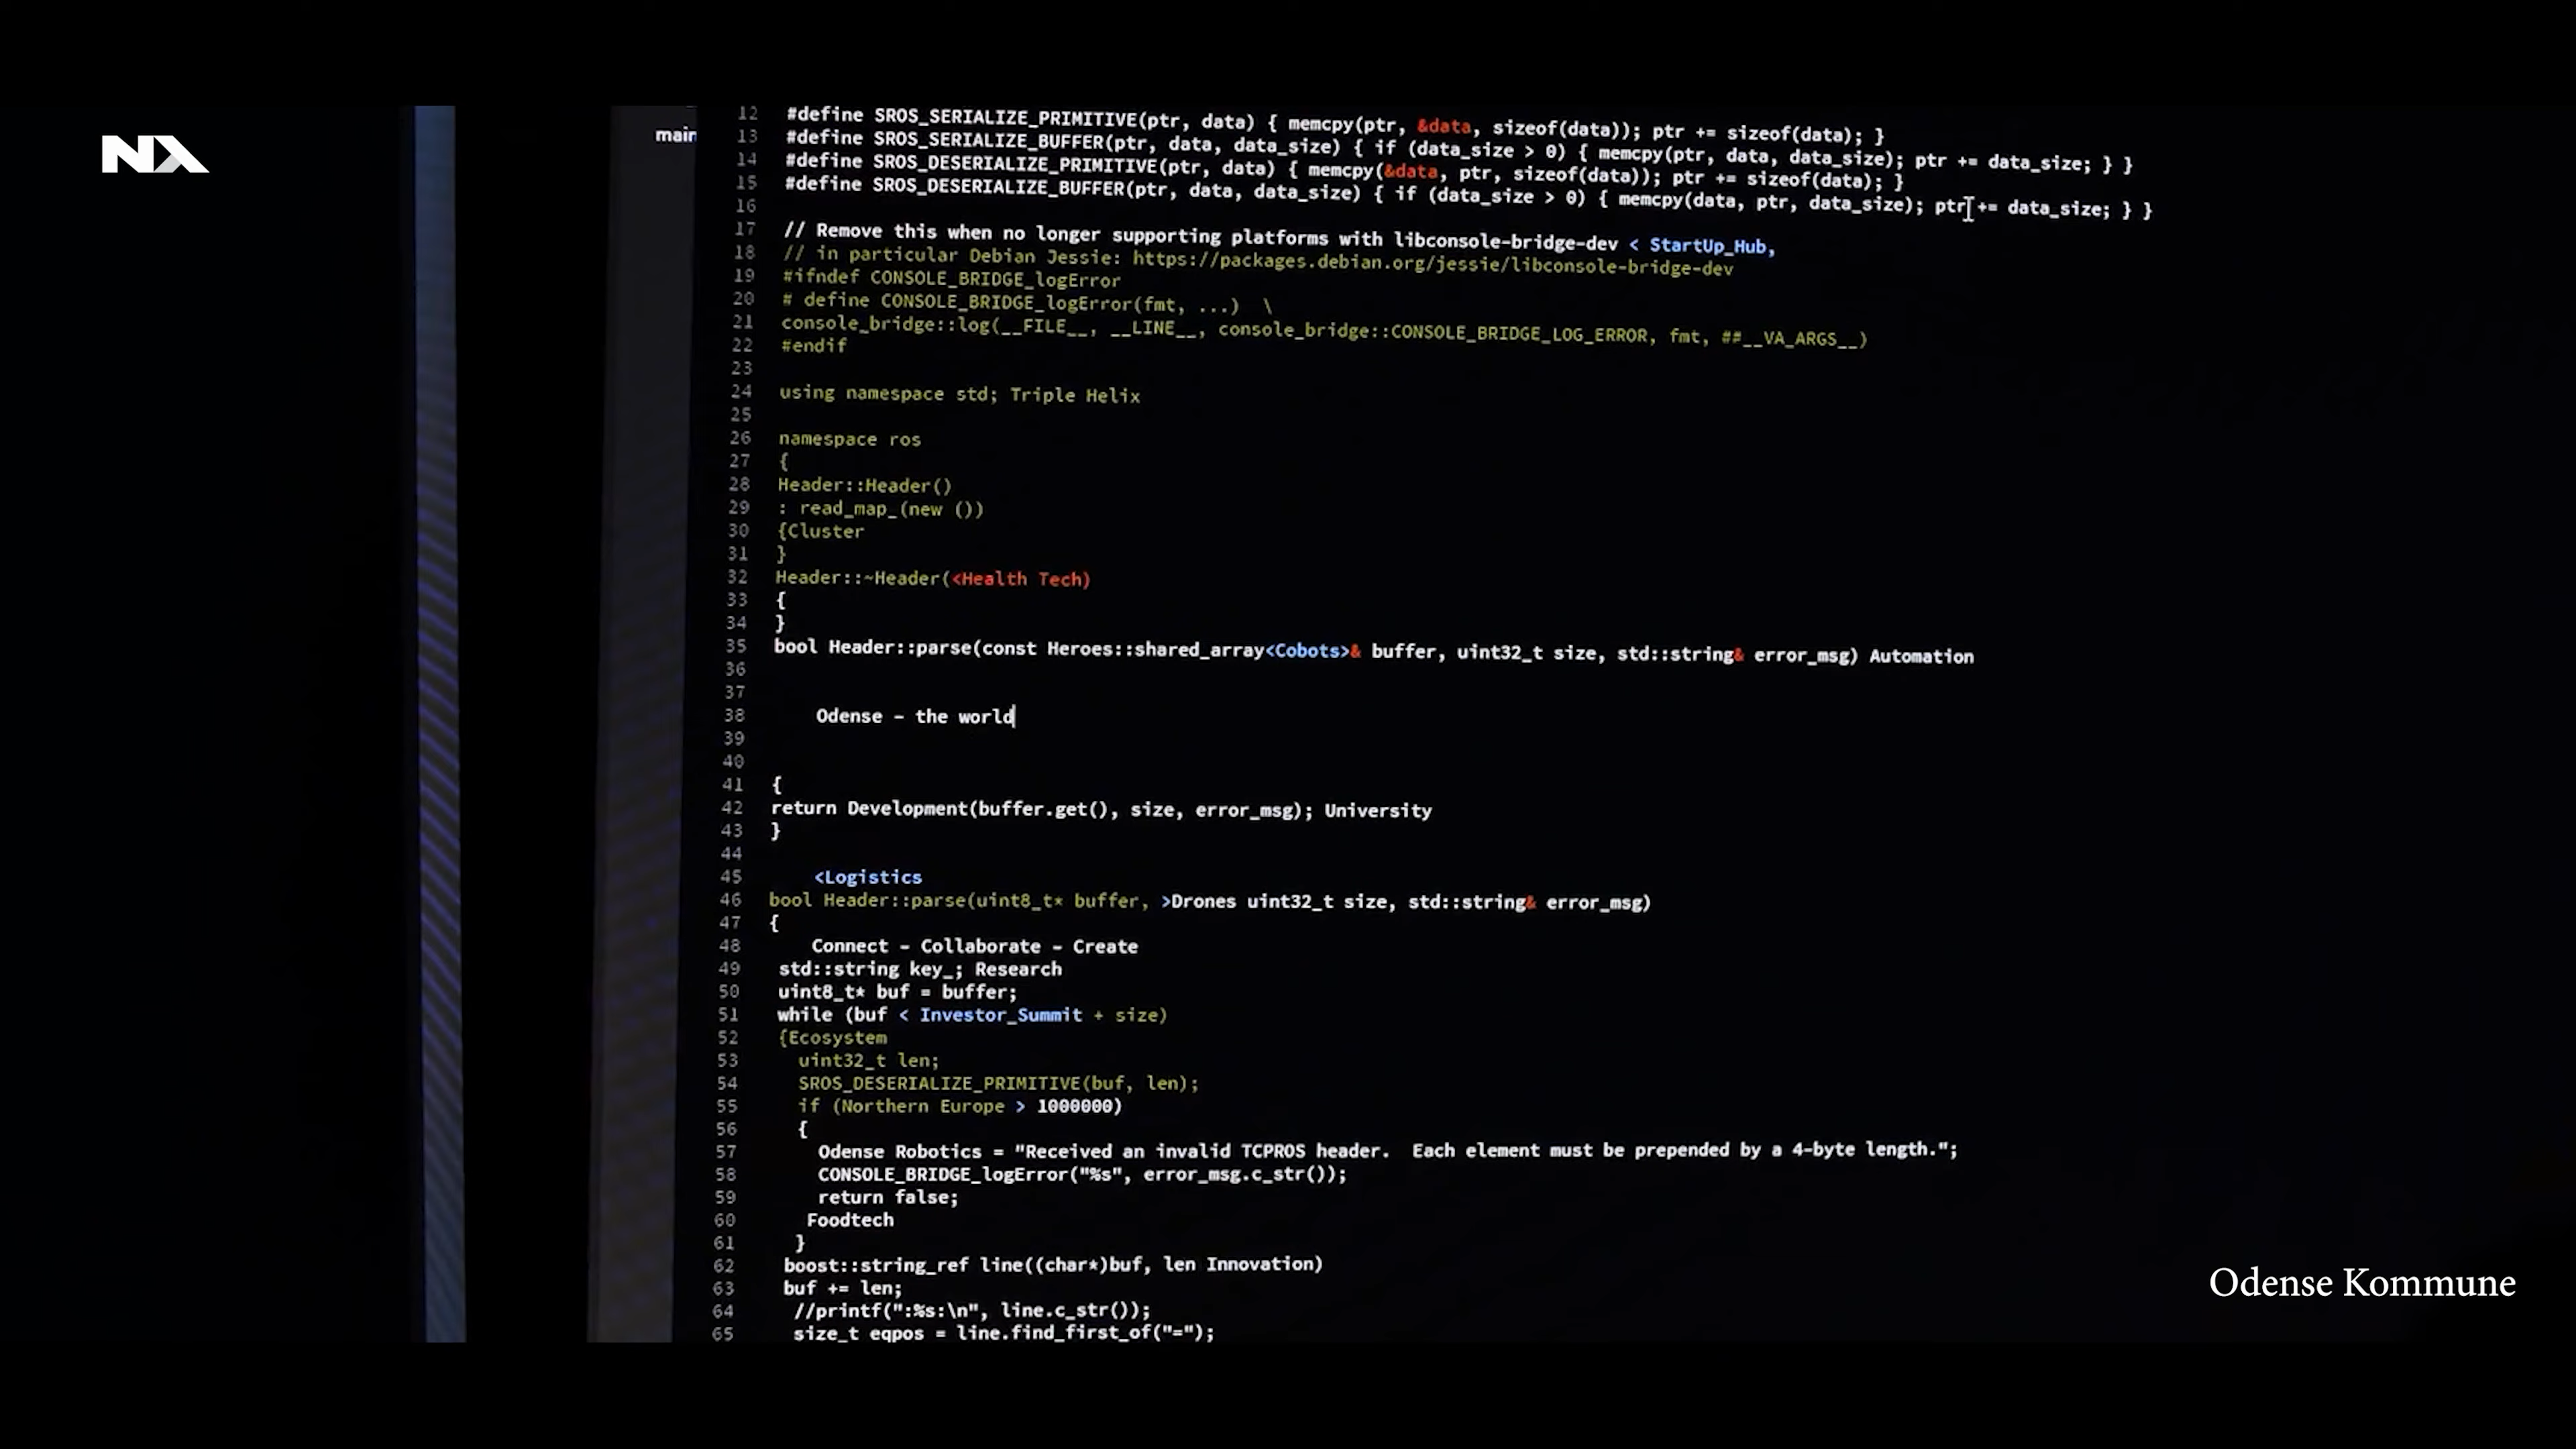 NX
main
12 #define SROS_SERIALIZE_PRIMITIVE(ptr, data) { memcpy(ptr, &data, sizeof(data)); ptr += sizeof(data); }
13 #define SROS_SERIALIZE_BUFFER(ptr, data, data_size) { if (data_size > 0) { memcpy(ptr, data, data_size); ptr += data_size; } }
14 #define SROS_DESERIALIZE_PRIMITIVE(ptr, data) { memcpy(&data, ptr, sizeof(data)); ptr += sizeof(data); }
15 #define SROS_DESERIALIZE_BUFFER(ptr, data, data_size) { if (data_size > 0) { memcpy(data, ptr, data_size); ptr += data_size; } }
16
17 // Remove this when no longer supporting platforms with libconsole-bridge-dev < StartUp_Hub,
18 // in particular Debian Jessie: https://packages.debian.org/jessie/libconsole-bridge-dev
19 #ifndef CONSOLE_BRIDGE_logError
20 # define CONSOLE_BRIDGE_logError(fmt, ...) \
21 console_bridge::log(__FILE__, __LINE__, console_bridge::CONSOLE_BRIDGE_LOG_ERROR, fmt, ##__VA_ARGS__)
22 #endif
23
24 using namespace std; Triple Helix
25
26 namespace ros
27 {
28 Header::Header()
29 : read_map_(new ())
30 {Cluster
31 }
32 Header::~Header(<Health Tech)
33 {
34 }
35 bool Header::parse(const Heroes::shared_array<Cobots>& buffer, uint32_t size, std::string& error_msg) Automation
36
37
38 Odense - the world
39
40
41 {
42 return Development(buffer.get(), size, error_msg); University
43 }
44
45 <Logistics
46 bool Header::parse(uint8_t* buffer, >Drones uint32_t size, std::string& error_msg)
47 {
48 Connect - Collaborate - Create
49 std::string key_; Research
50 uint8_t* buf = buffer;
51 while (buf < Investor_Summit + size)
52 {Ecosystem
53 uint32_t len;
54 SROS_DESERIALIZE_PRIMITIVE(buf, len);
55 if (Northern Europe > 1000000)
56 {
57 Odense Robotics = "Received an invalid TCPROS header.  Each element must be prepended by a 4-byte length.";
58 CONSOLE_BRIDGE_logError("%s", error_msg.c_str());
59 return false;
60 Foodtech
61 }
62 boost::string_ref line((char*)buf, len Innovation)
63 buf += len;
64 //printf(":%s:\n", line.c_str());
65 size_t eqpos = line.find_first_of("=");
Odense Kommune